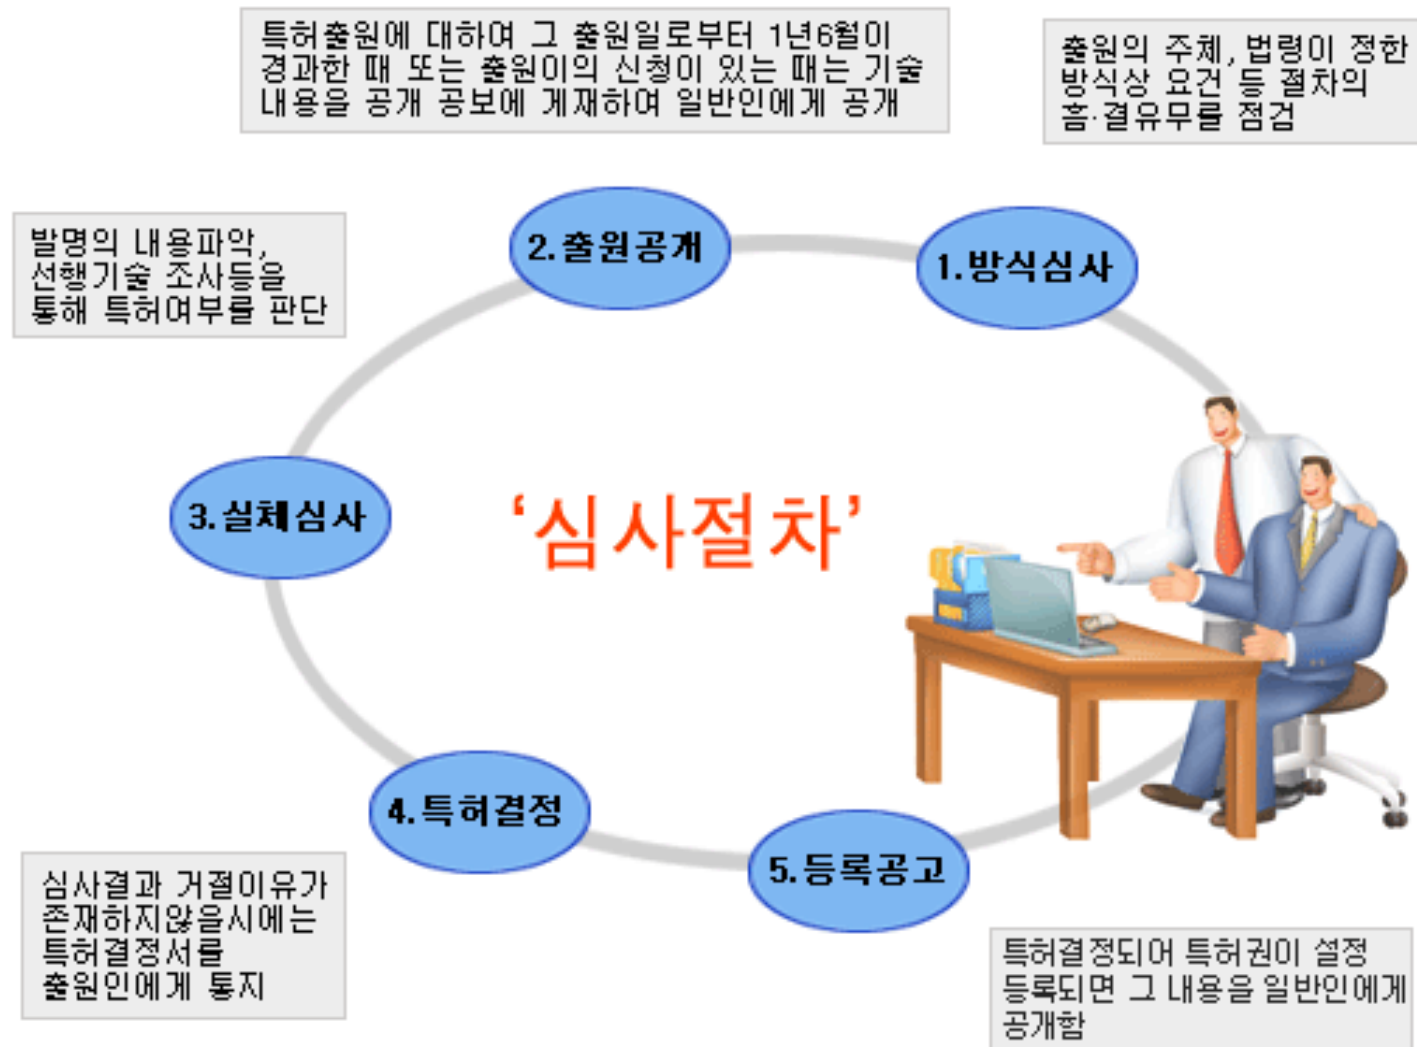 특허출원에 대하여 그 출원일로부터 1년6월이
경과한 때 또는 출원이의 신청이 있는 때는 기술
내용을 공개 공보에 게재하여 일반인에게 공개
출원의 주체, 법령이 정한
방식상 요건 등 절차의
흠·결유무를 점검
발명의 내용파악,
선행기술 조사등을
통해 특허여부를 판단
2.출원공개
1.방식심사
3.실체심사
‘심사절차’
4.특허결정
5.등록공고
심사결과 거절이유가
존재하지않을시에는
특허결정서를
출원인에게 통지
특허결정되어 특허권이 설정
등록되면 그 내용을 일반인에게
공개함